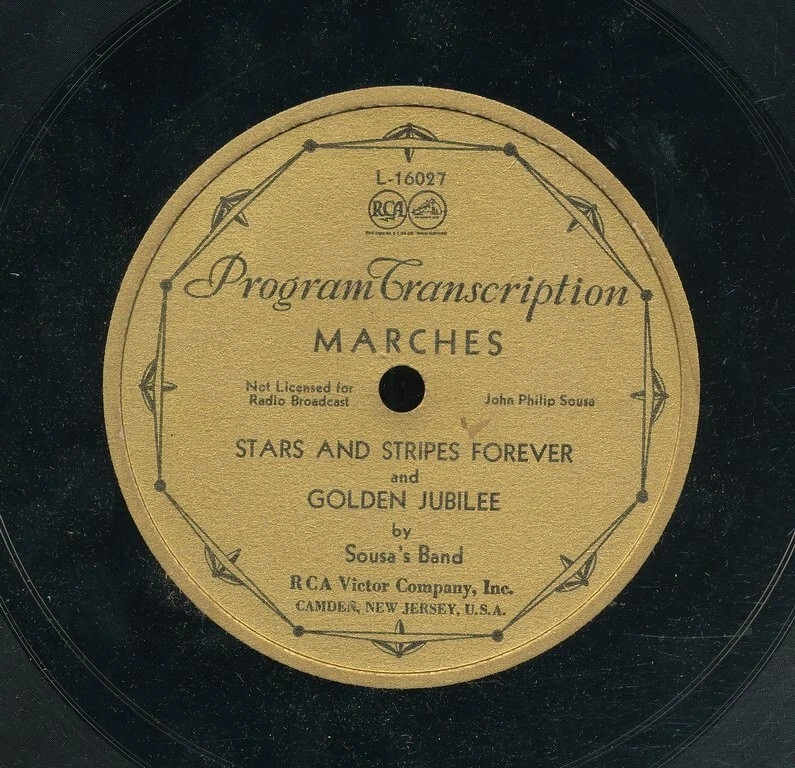 L-16027
RCA
Program Transcription
MARCHES
Not Licensed for
Radio Broadcast
John Philip Sousa
STARS AND STRIPES FOREVER
and
GOLDEN JUBILEE
by
Sousa's Band
RCA Victor Company, Inc.
CAMDEN, NEW JERSEY, U.S.A.